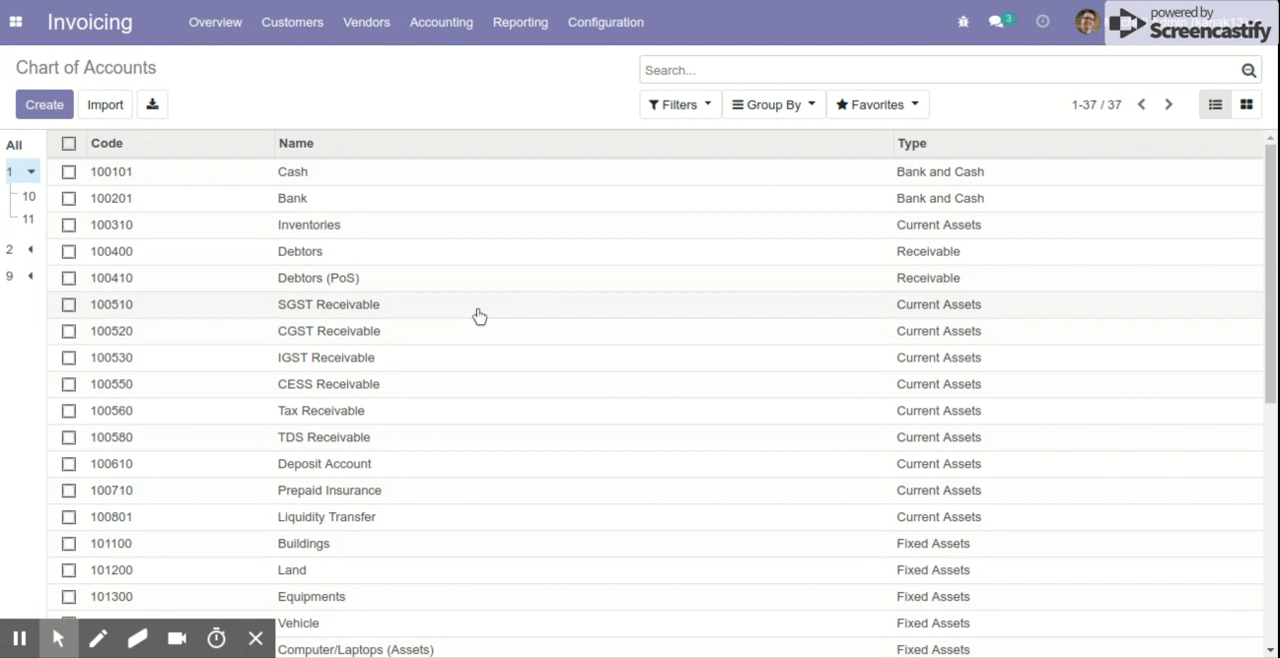 Invoicing Overview Customers Vendors Accounting Reporting Configuration 3 powered by
Screencastify
Chart of Accounts Search...
Create Import Filters Group By Favorites 1-37 / 37
All Code Name Type
1 100101 Cash Bank and Cash
10 100201 Bank Bank and Cash
11 100310 Inventories Current Assets
2 100400 Debtors Receivable
9 100410 Debtors (PoS) Receivable
100510 SGST Receivable Current Assets
100520 CGST Receivable Current Assets
100530 IGST Receivable Current Assets
100550 CESS Receivable Current Assets
100560 Tax Receivable Current Assets
100580 TDS Receivable Current Assets
100610 Deposit Account Current Assets
100710 Prepaid Insurance Current Assets
100801 Liquidity Transfer Current Assets
101100 Buildings Fixed Assets
101200 Land Fixed Assets
101300 Equipments Fixed Assets
Vehicle Fixed Assets
Computer/Laptops (Assets) Fixed Assets